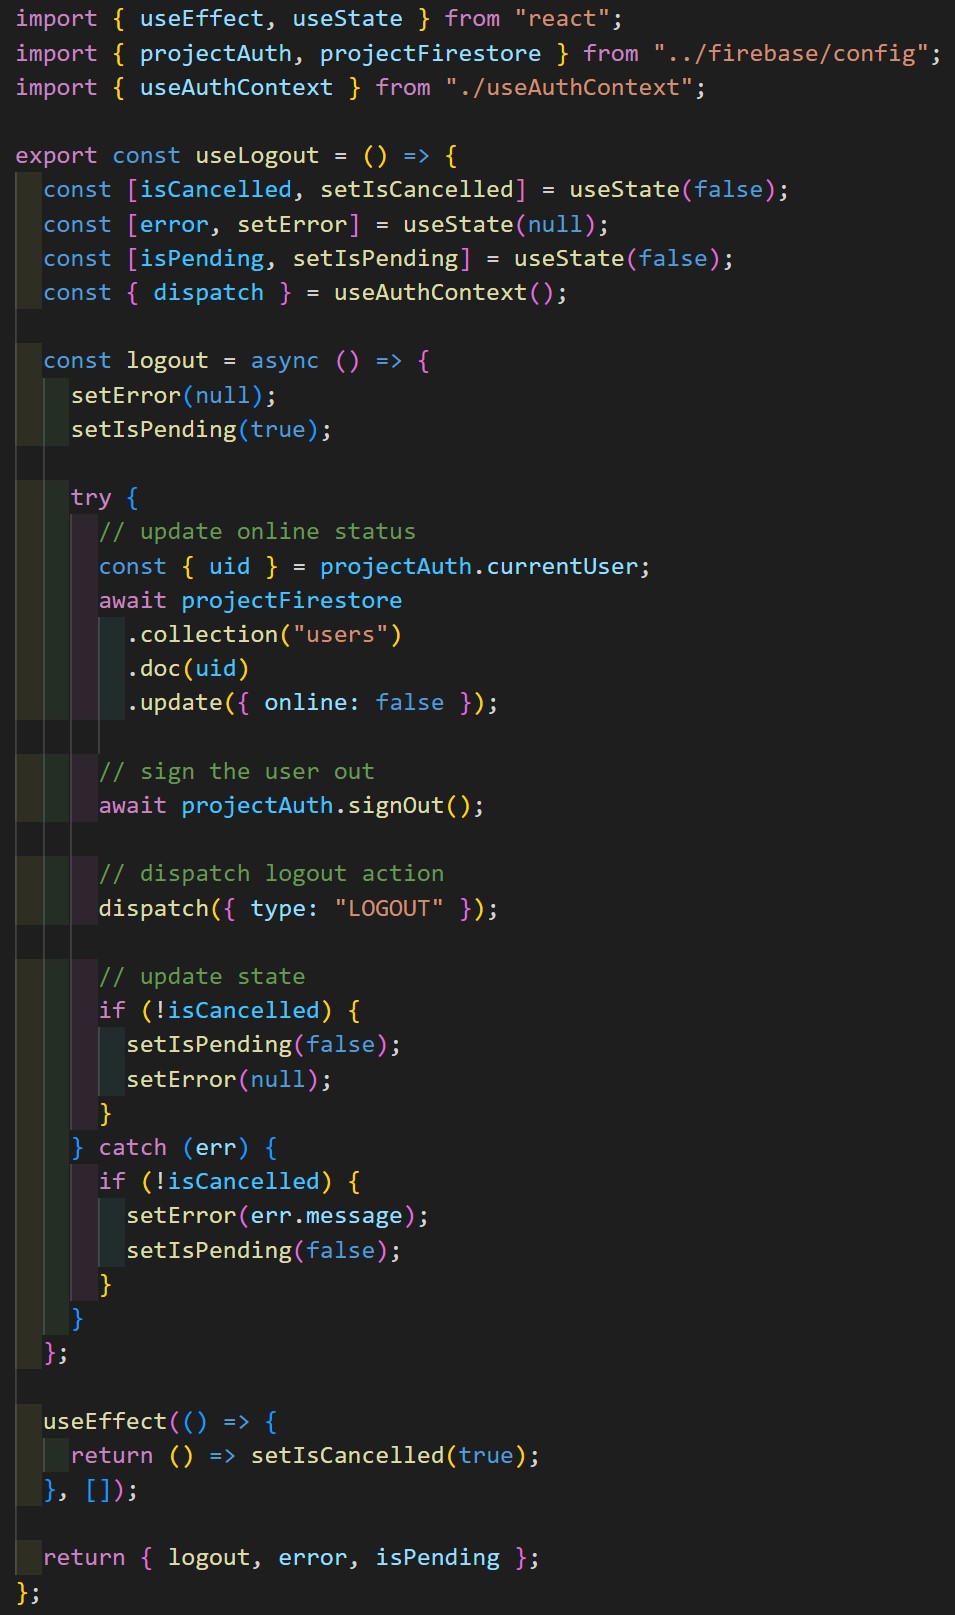 import { useEffect, useState } from "react";
import { projectAuth, projectFirestore } from "../firebase/config";
import { useAuthContext } from "./useAuthContext";

export const useLogout = () => {
  const [isCancelled, setIsCancelled] = useState(false);
  const [error, setError] = useState(null);
  const [isPending, setIsPending] = useState(false);
  const { dispatch } = useAuthContext();

  const logout = async () => {
    setError(null);
    setIsPending(true);

    try {
      // update online status
      const { uid } = projectAuth.currentUser;
      await projectFirestore
        .collection("users")
        .doc(uid)
        .update({ online: false });

      // sign the user out
      await projectAuth.signOut();

      // dispatch logout action
      dispatch({ type: "LOGOUT" });

      // update state
      if (!isCancelled) {
        setIsPending(false);
        setError(null);
      }
    } catch (err) {
      if (!isCancelled) {
        setError(err.message);
        setIsPending(false);
      }
    }
  };

  useEffect(() => {
    return () => setIsCancelled(true);
  }, []);

  return { logout, error, isPending };
};